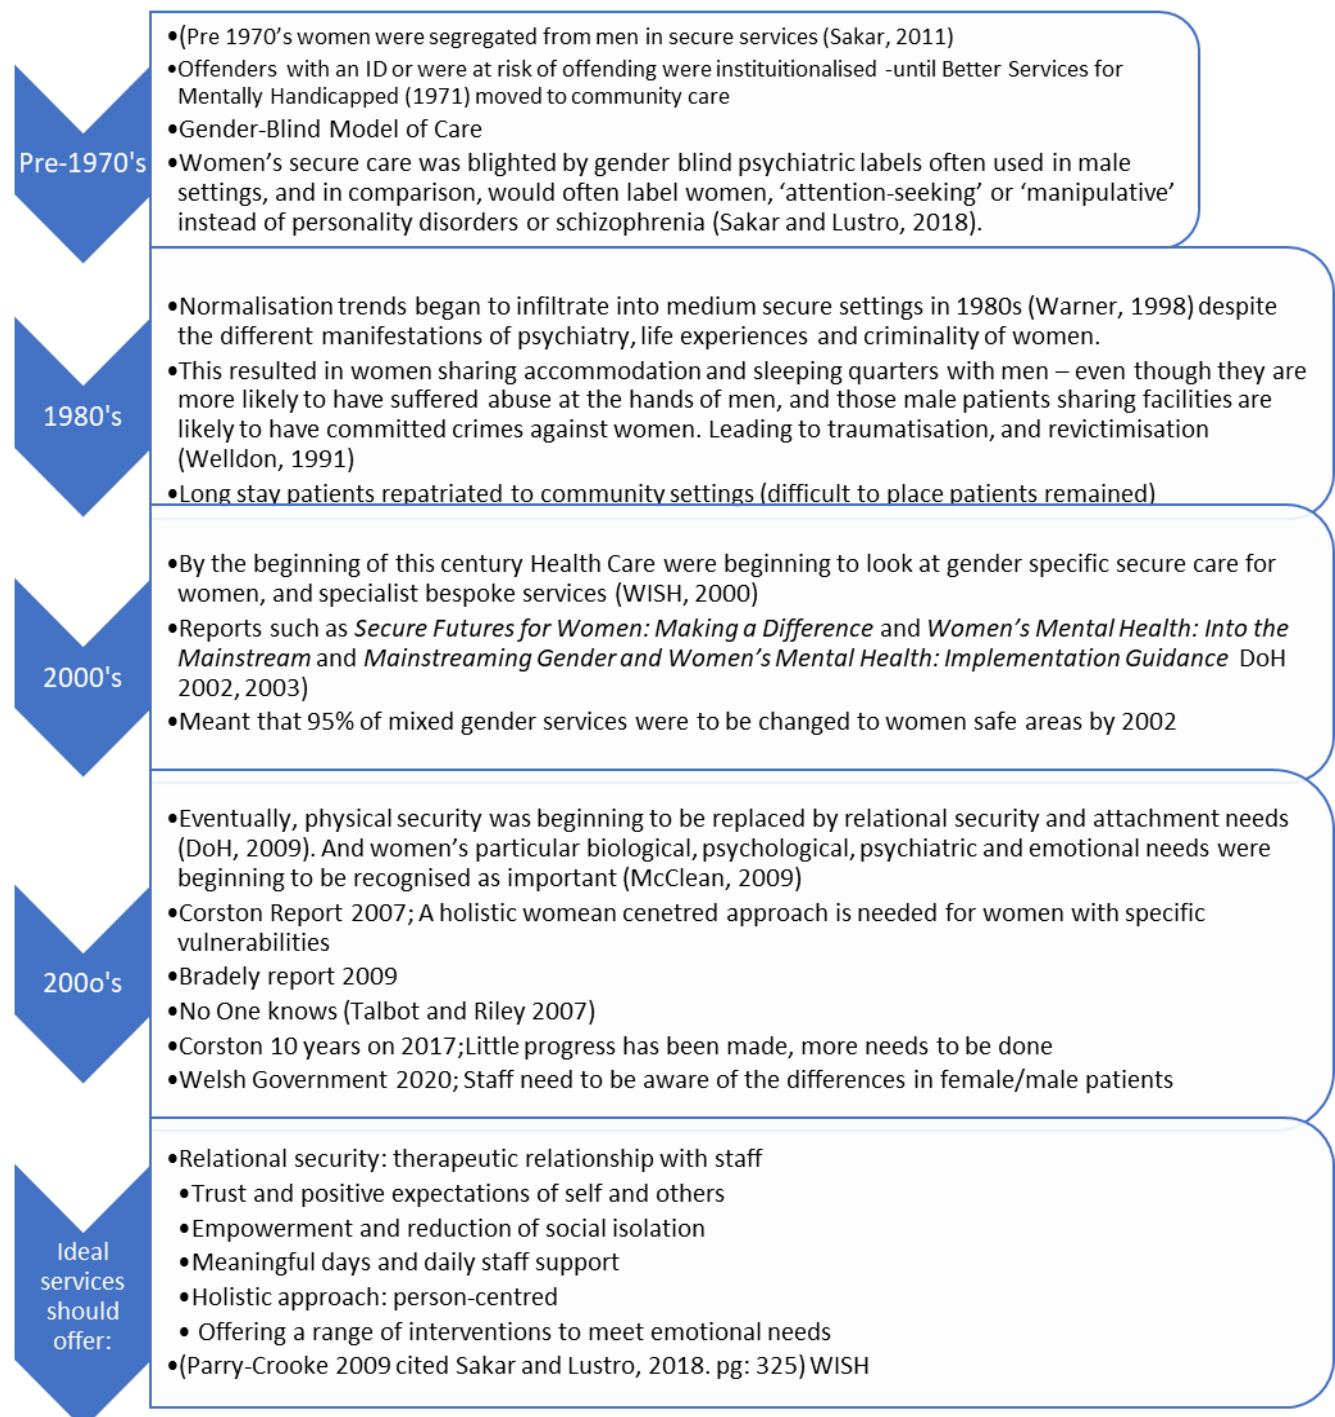 Pre-1970's
•(Pre 1970's women were segregated from men in secure services (Sakar, 2011)
•Offenders with an ID or were at risk of offending were instituitionalised -until Better Services for
Mentally Handicapped (1971) moved to community care
•Gender-Blind Model of Care
•Women's secure care was blighted by gender blind psychiatric labels often used in male
settings, and in comparison, would often label women, 'attention-seeking' or 'manipulative'
instead of personality disorders or schizophrenia (Sakar and Lustro, 2018).
1980's
•Normalisation trends began to infiltrate into medium secure settings in 1980s (Warner, 1998) despite
the different manifestations of psychiatry, life experiences and criminality of women.
•This resulted in women sharing accommodation and sleeping quarters with men – even though they are
more likely to have suffered abuse at the hands of men, and those male patients sharing facilities are
likely to have committed crimes against women. Leading to traumatisation, and revictimisation
(Welldon, 1991)
•Long stay patients repatriated to community settings (difficult to place patients remained)
2000's
•By the beginning of this century Health Care were beginning to look at gender specific secure care for
women, and specialist bespoke services (WISH, 2000)
•Reports such as Secure Futures for Women: Making a Difference and Women's Mental Health: Into the
Mainstream and Mainstreaming Gender and Women's Mental Health: Implementation Guidance DoH
2002, 2003)
•Meant that 95% of mixed gender services were to be changed to women safe areas by 2002
200o's
•Eventually, physical security was beginning to be replaced by relational security and attachment needs
(DoH, 2009). And women's particular biological, psychological, psychiatric and emotional needs were
beginning to be recognised as important (McClean, 2009)
•Corston Report 2007; A holistic womean cenetred approach is needed for women with specific
vulnerabilities
•Bradely report 2009
•No One knows (Talbot and Riley 2007)
•Corston 10 years on 2017;Little progress has been made, more needs to be done
•Welsh Government 2020; Staff need to be aware of the differences in female/male patients
Ideal
services
should
offer:
•Relational security: therapeutic relationship with staff
•Trust and positive expectations of self and others
•Empowerment and reduction of social isolation
•Meaningful days and daily staff support
•Holistic approach: person-centred
• Offering a range of interventions to meet emotional needs
•(Parry-Crooke 2009 cited Sakar and Lustro, 2018. pg: 325) WISH